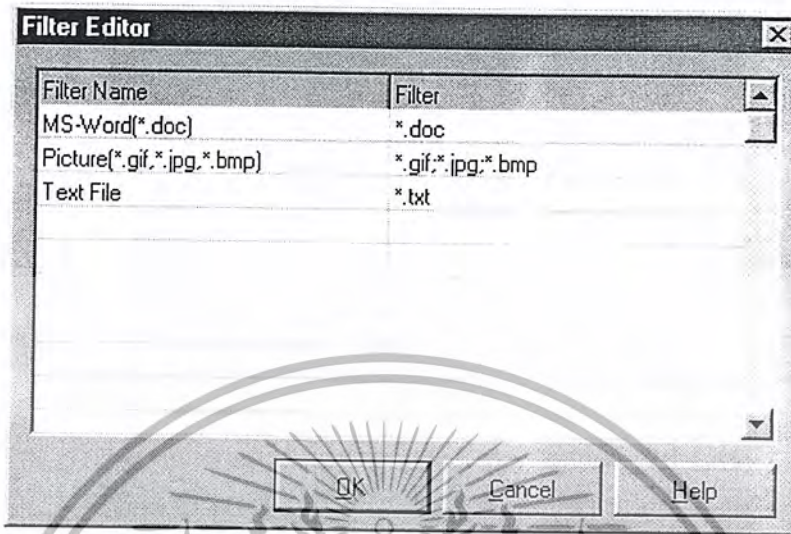 Filter Editor
Filter Name Filter
MS-Word(*.doc) *.doc
Picture(*.gif,*.jpg,*.bmp) *.gif;*.jpg;*.bmp
Text File *.txt
OK Cancel Help